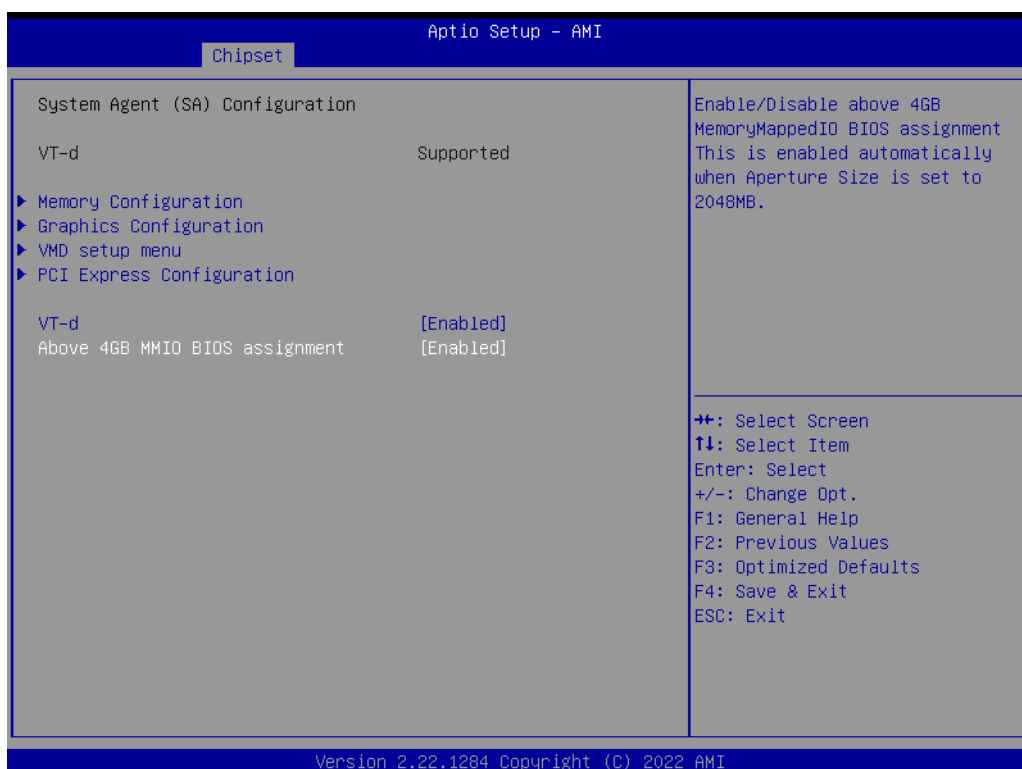 Aptio Setup – AMI
Chipset
System Agent (SA) Configuration
VT-d Supported
Memory Configuration
Graphics Configuration
VMD setup menu
PCI Express Configuration
VT-d [Enabled]
Above 4GB MMIO BIOS assignment [Enabled]
Enable/Disable above 4GB
MemoryMappedIO BIOS assignment
This is enabled automatically
when Aperture Size is set to
2048MB.
→←: Select Screen
↑↓: Select Item
Enter: Select
+/-: Change Opt.
F1: General Help
F2: Previous Values
F3: Optimized Defaults
F4: Save & Exit
ESC: Exit
Version 2.22.1284 Copyright (C) 2022 AMI